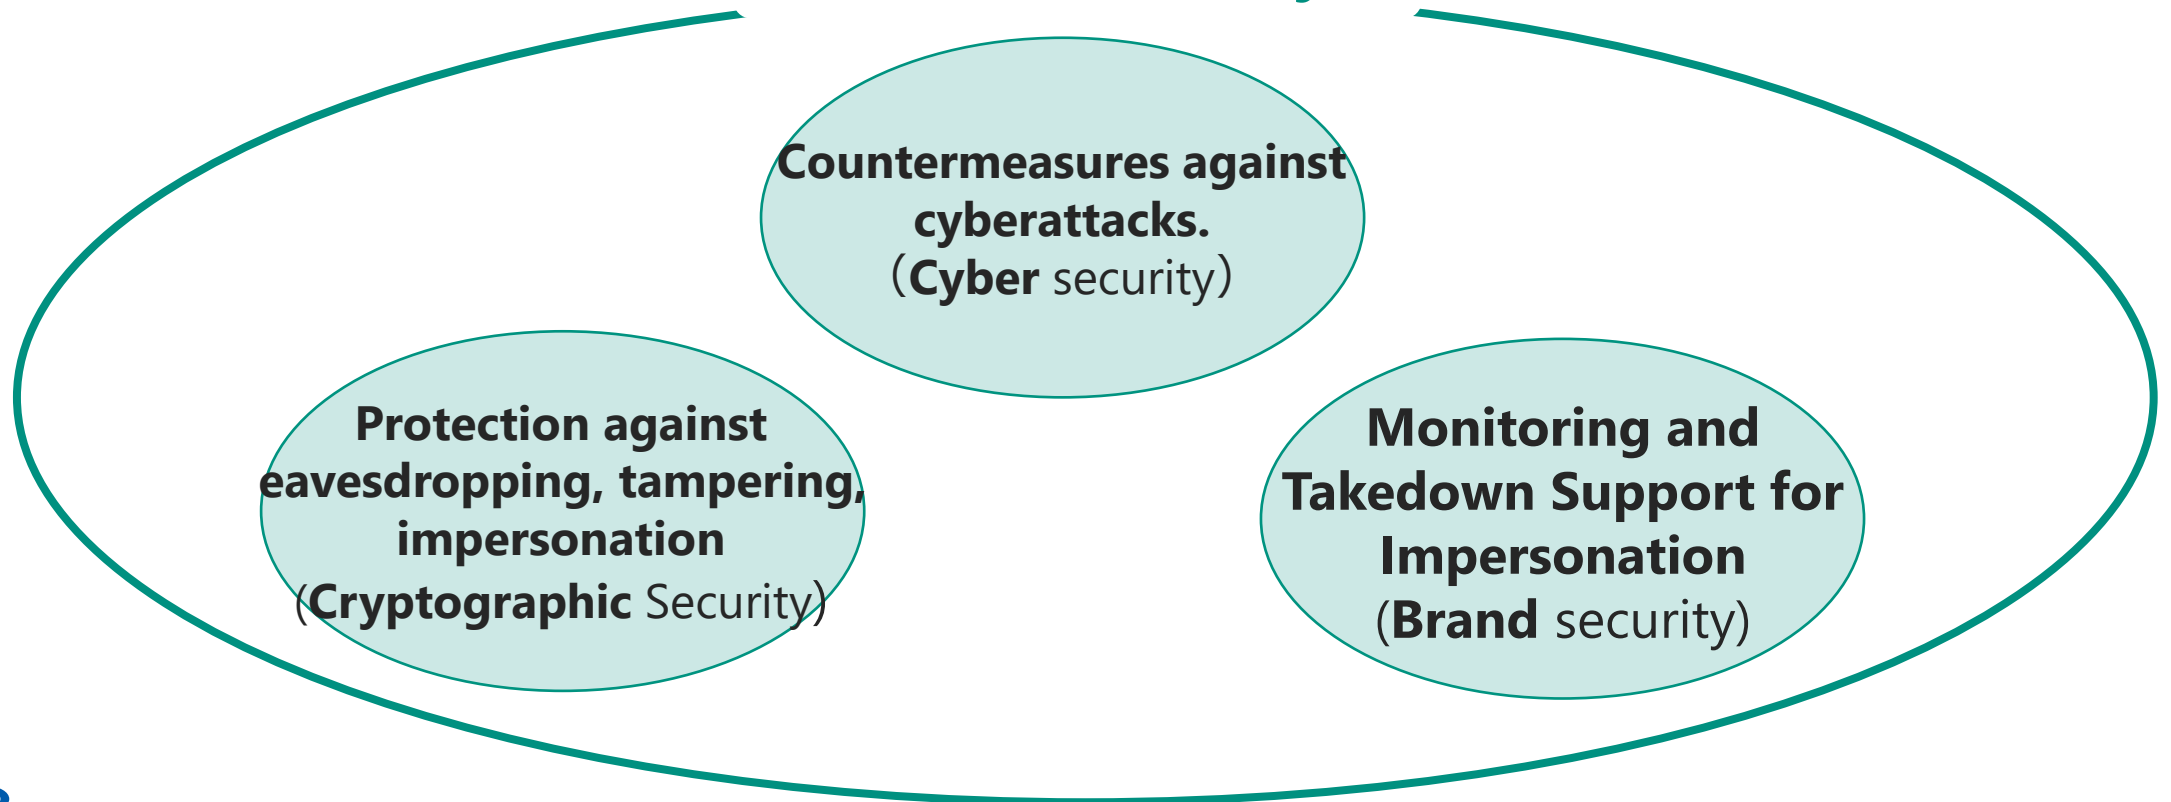 Countermeasures against
cyberattacks.
（Cyber security）
Protection against
eavesdropping, tampering,
impersonation
(Cryptographic Security)
Monitoring and
Takedown Support for
Impersonation
(Brand security)